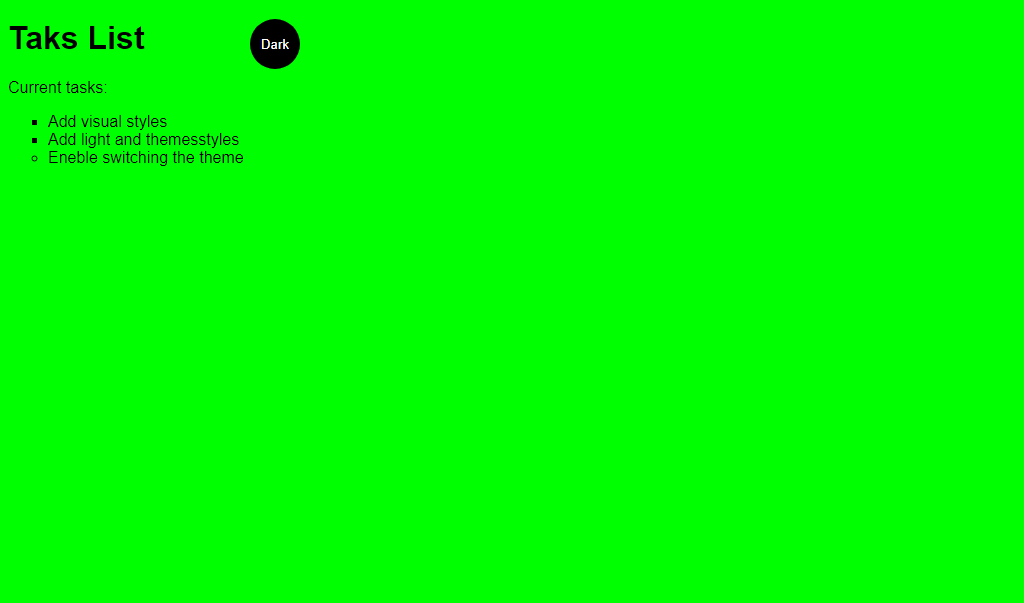 Taks List
Dark
Current tasks:
Add visual styles
Add light and themesstyles
Eneble switching the theme